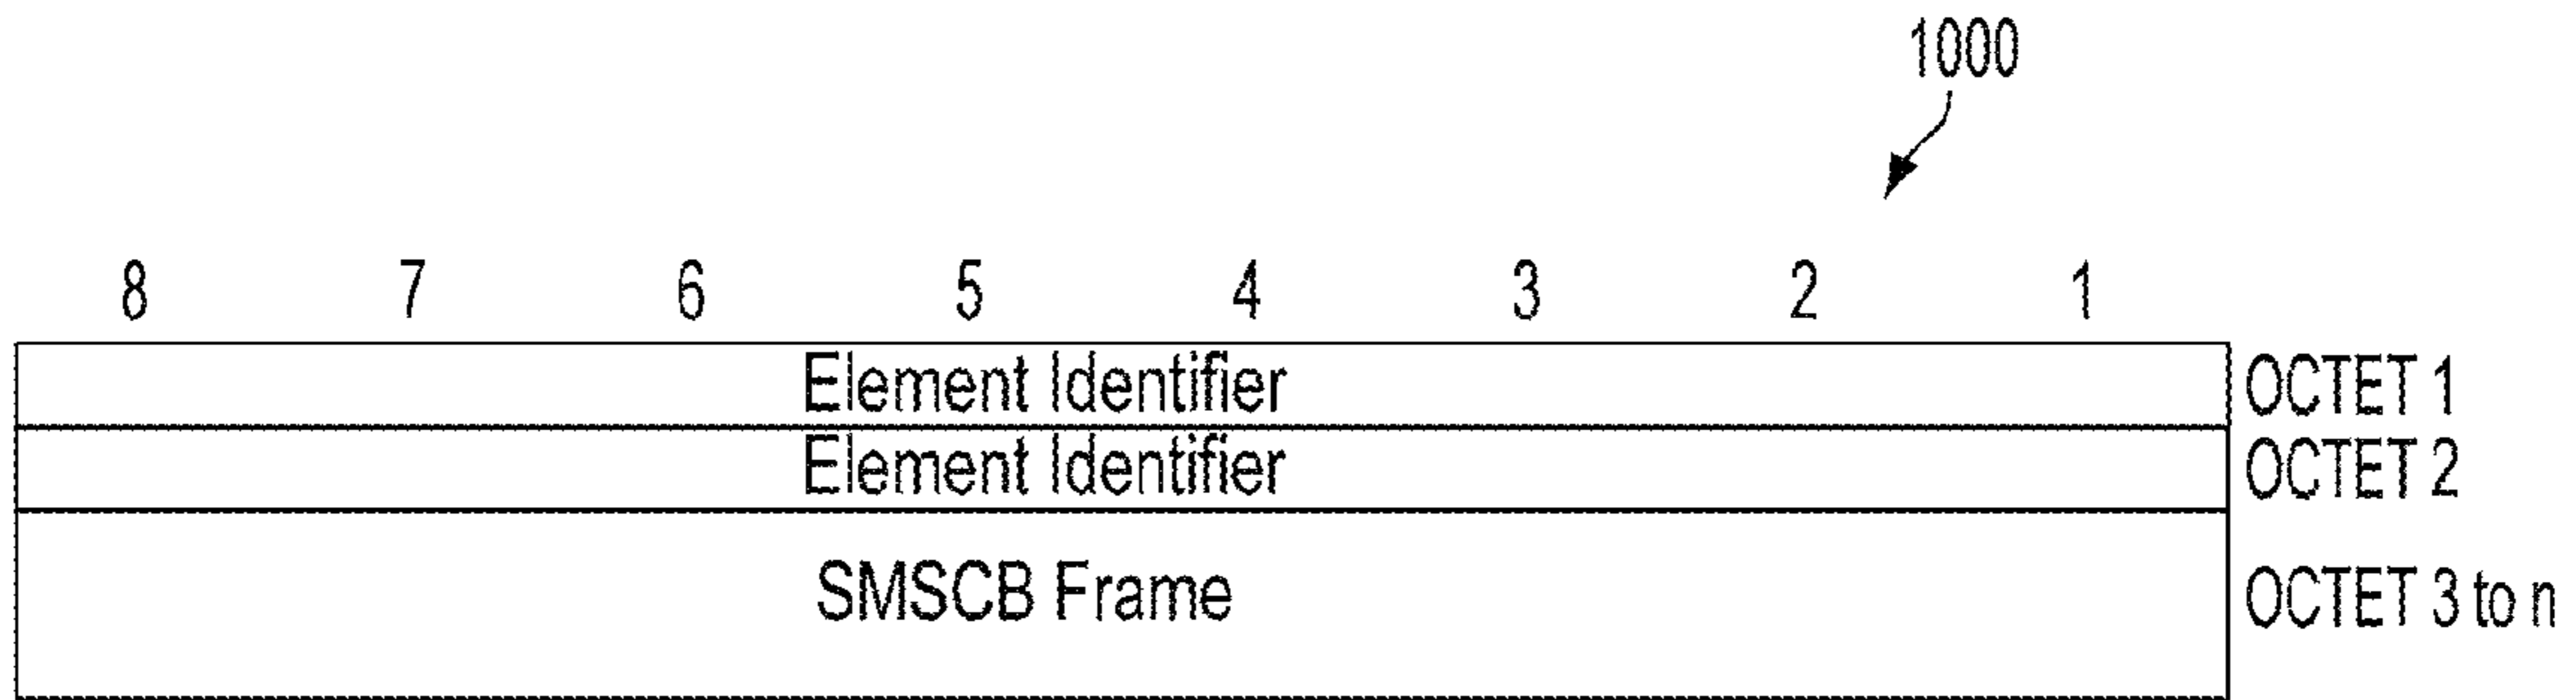 1000
8 7 6 5 4 3 2 1
Element Identifier OCTET 1
Element Identifier OCTET 2
SMSCB Frame OCTET 3 to n